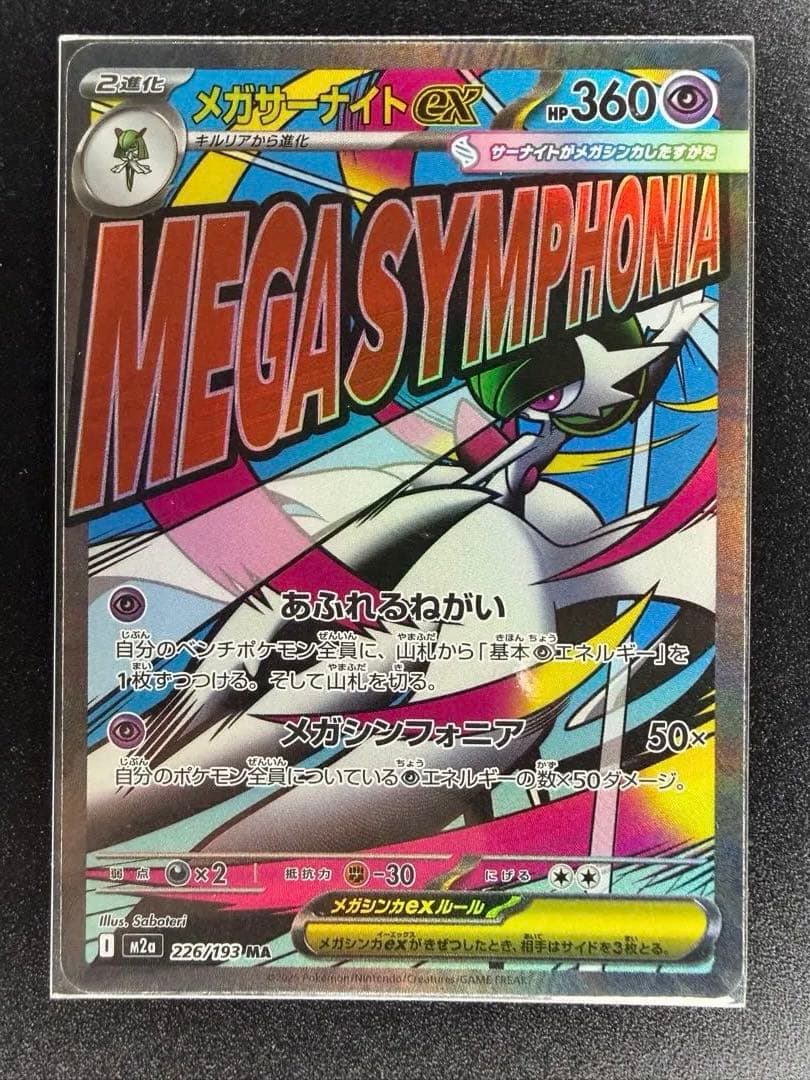 2進化
メガサーナイトex
HP360
キルリアから進化
サーナイトがメガシンカしたすがた
MEGA SYMPHONIA
あふれるねがい
自分のベンチポケモン全員に、山札から「基本エネルギー」を
1枚ずつつける。そして山札を切る。
メガシンフォニア 50×
自分のポケモン全員についているエネルギーの数×50ダメージ。
弱点 ×2 抵抗力 -30 にげる
メガシンカexルール
メガシンカexがきぜつしたとき、相手はサイドを3枚とる。
Illus. Saboteri
I M2a 226/193 MA
©2025 Pokémon/Nintendo/Creatures/GAME FREAK